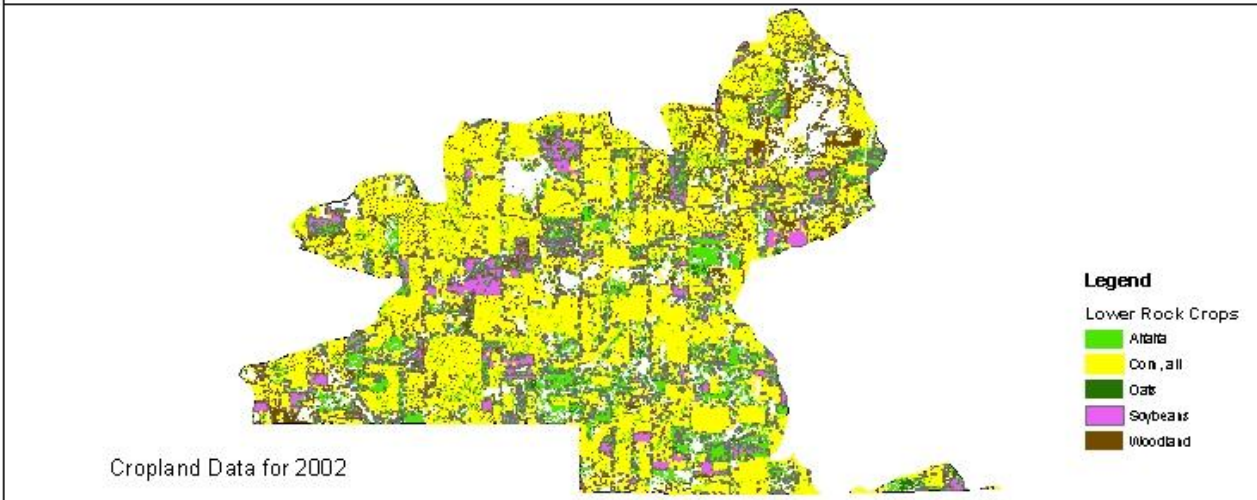 Legend
Lower Rock Crops
Alfalfa
Corn, all
Oats
Soybeans
Woodland
Cropland Data for 2002